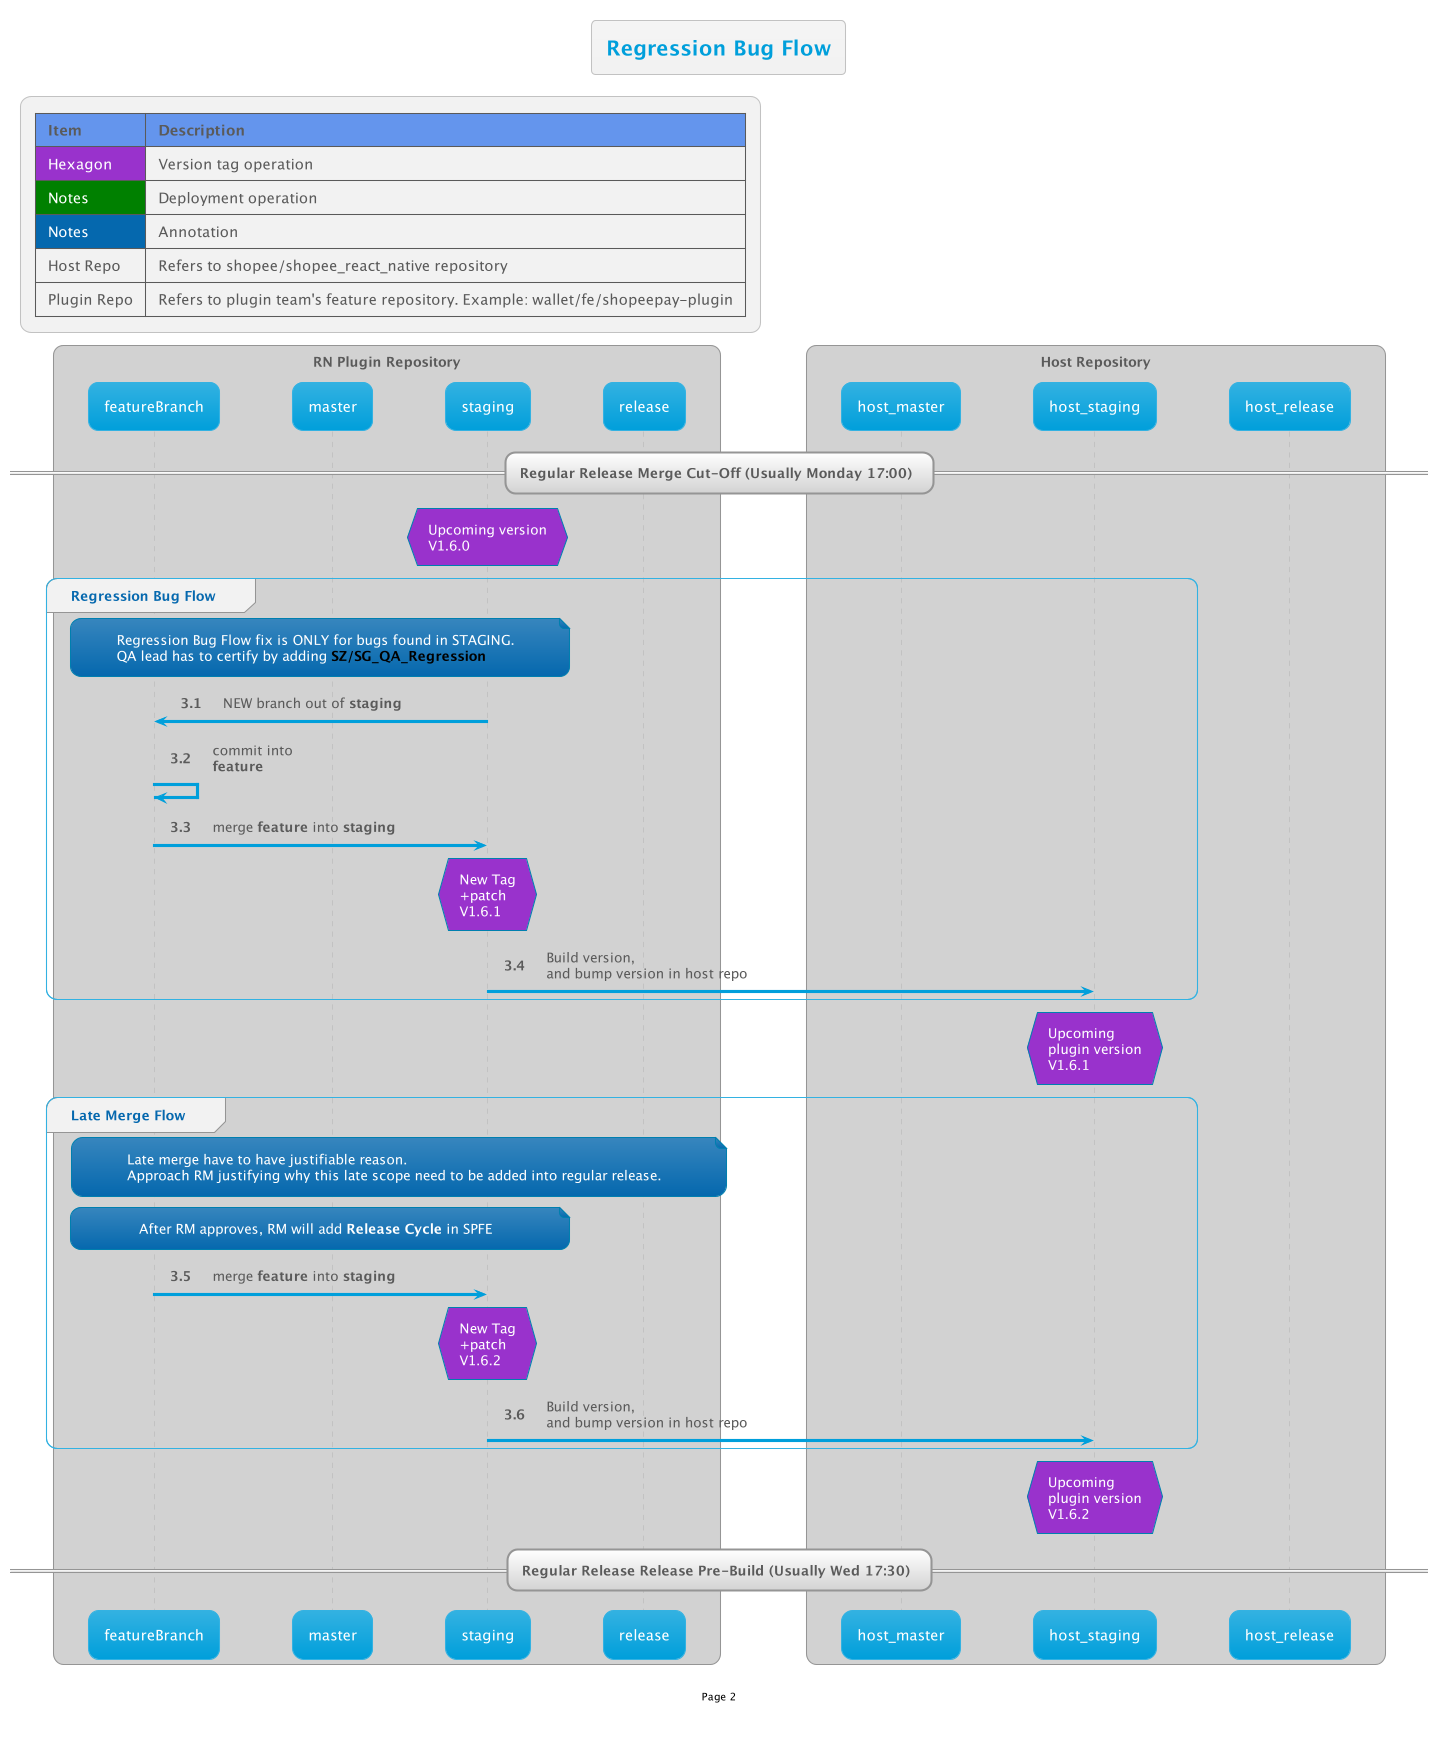 Regression Bug Flow
Item Description
Hexagon Version tag operation
Notes Deployment operation
Notes Annotation
Host Repo Refers to shopee/shopee_react_native repository
Plugin Repo Refers to plugin team's feature repository. Example: wallet/fe/shopeepay-plugin
RN Plugin Repository Host Repository
featureBranch master staging release host_master host_staging host_release
Regular Release Merge Cut-Off (Usually Monday 17:00)
Upcoming version
V1.6.0
Regression Bug Flow
Regression Bug Flow fix is ONLY for bugs found in STAGING.
QA lead has to certify by adding SZ/SG_QA_Regression
3.1 NEW branch out of staging
3.2 commit into
feature
3.3 merge feature into staging
New Tag
+patch
V1.6.1
3.4 Build version,
and bump version in host repo
Upcoming
plugin version
V1.6.1
Late Merge Flow
Late merge have to have justifiable reason.
Approach RM justifying why this late scope need to be added into regular release.
After RM approves, RM will add Release Cycle in SPFE
3.5 merge feature into staging
New Tag
+patch
V1.6.2
3.6 Build version,
and bump version in host repo
Upcoming
plugin version
V1.6.2
Regular Release Release Pre-Build (Usually Wed 17:30)
featureBranch master staging release host_master host_staging host_release
Page 2